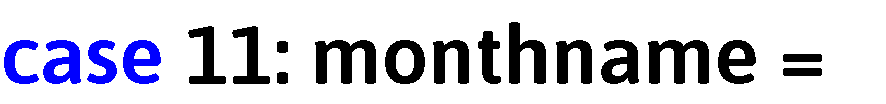 case 11: monthname =